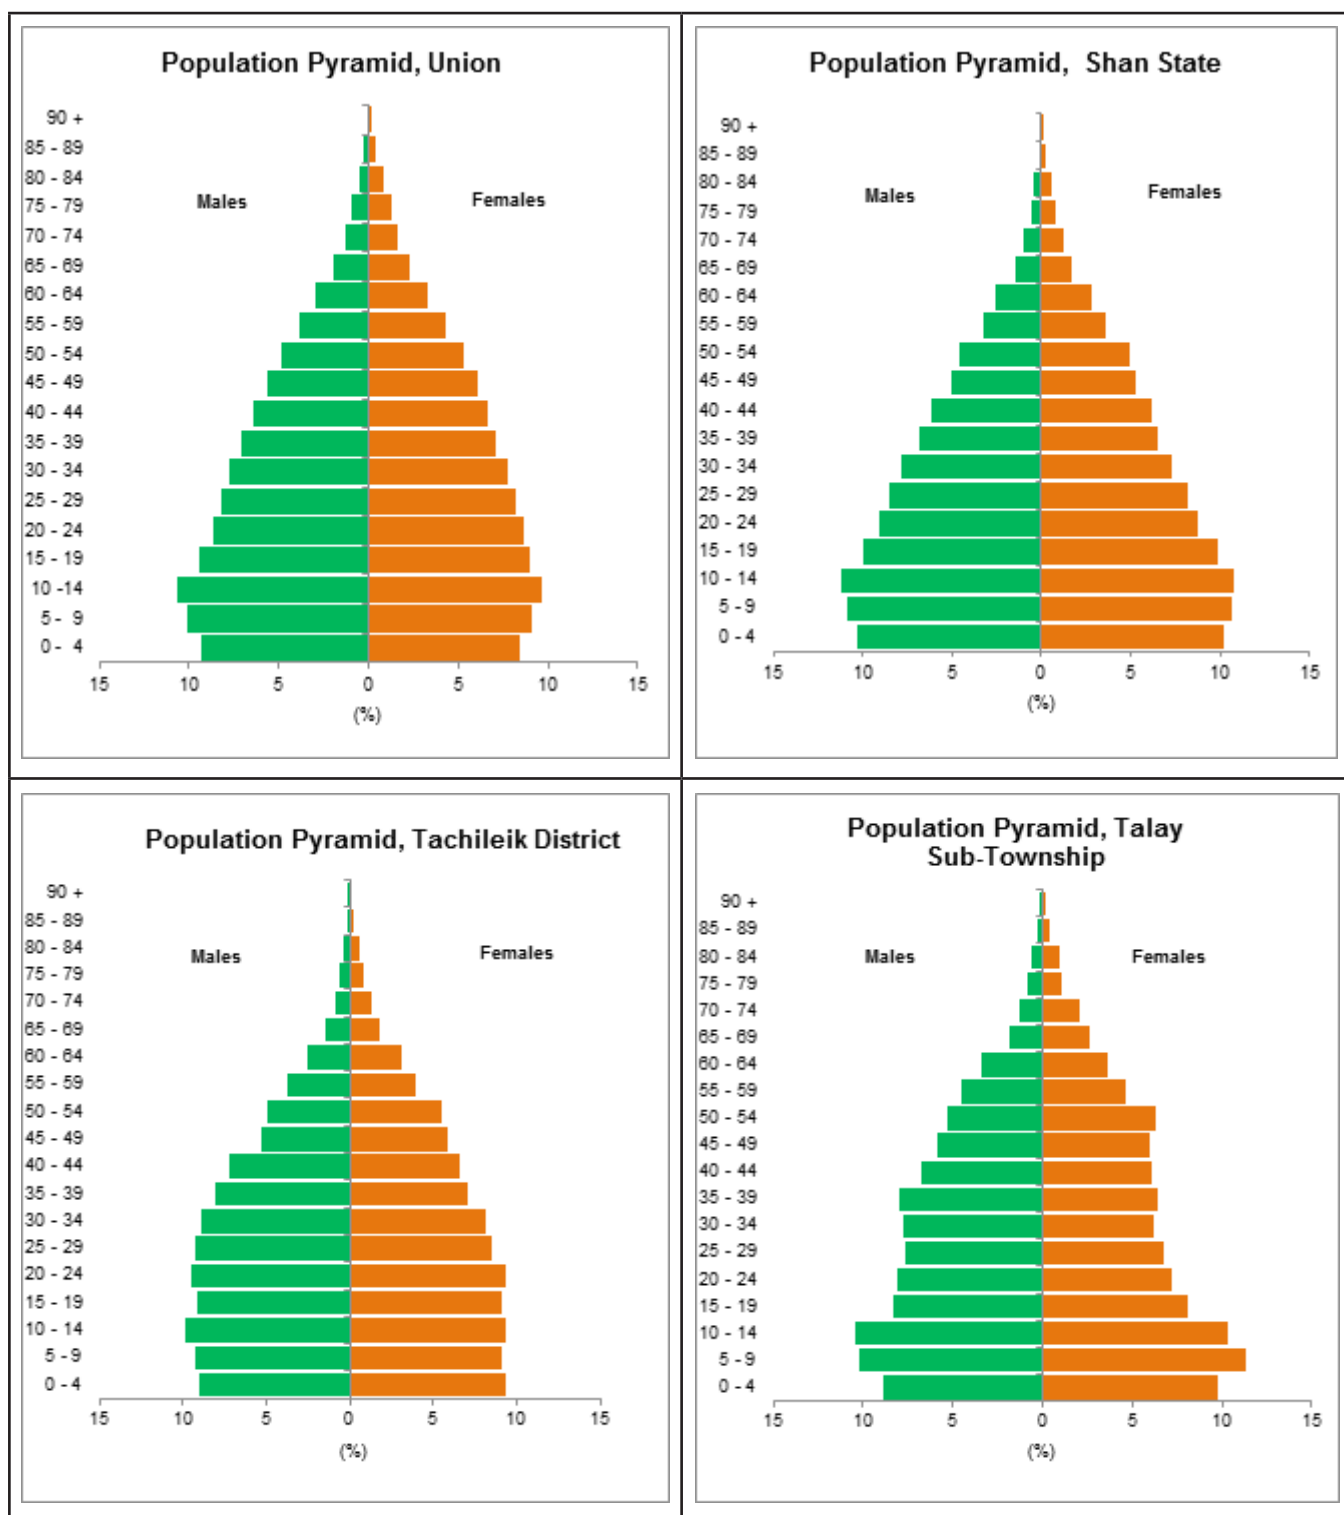 Population Pyramid, Union
90 +
85 - 89
80 - 84
75 - 79
70 - 74
65 - 69
60 - 64
55 - 59
50 - 54
45 - 49
40 - 44
35 - 39
30 - 34
25 - 29
20 - 24
15 - 19
10 -14
5 - 9
0 - 4
Males
Females
15 10 5 0 5 10 15
(%)
Population Pyramid, Shan State
90 +
85 - 89
80 - 84
75 - 79
70 - 74
65 - 69
60 - 64
55 - 59
50 - 54
45 - 49
40 - 44
35 - 39
30 - 34
25 - 29
20 - 24
15 - 19
10 - 14
5 - 9
0 - 4
Males
Females
15 10 5 0 5 10 15
(%)
Population Pyramid, Tachileik District
90 +
85 - 89
80 - 84
75 - 79
70 - 74
65 - 69
60 - 64
55 - 59
50 - 54
45 - 49
40 - 44
35 - 39
30 - 34
25 - 29
20 - 24
15 - 19
10 - 14
5 - 9
0 - 4
Males
Females
15 10 5 0 5 10 15
(%)
Population Pyramid, Talay
Sub-Township
90 +
85 - 89
80 - 84
75 - 79
70 - 74
65 - 69
60 - 64
55 - 59
50 - 54
45 - 49
40 - 44
35 - 39
30 - 34
25 - 29
20 - 24
15 - 19
10 - 14
5 - 9
0 - 4
Males
Females
15 10 5 0 5 10 15
(%)